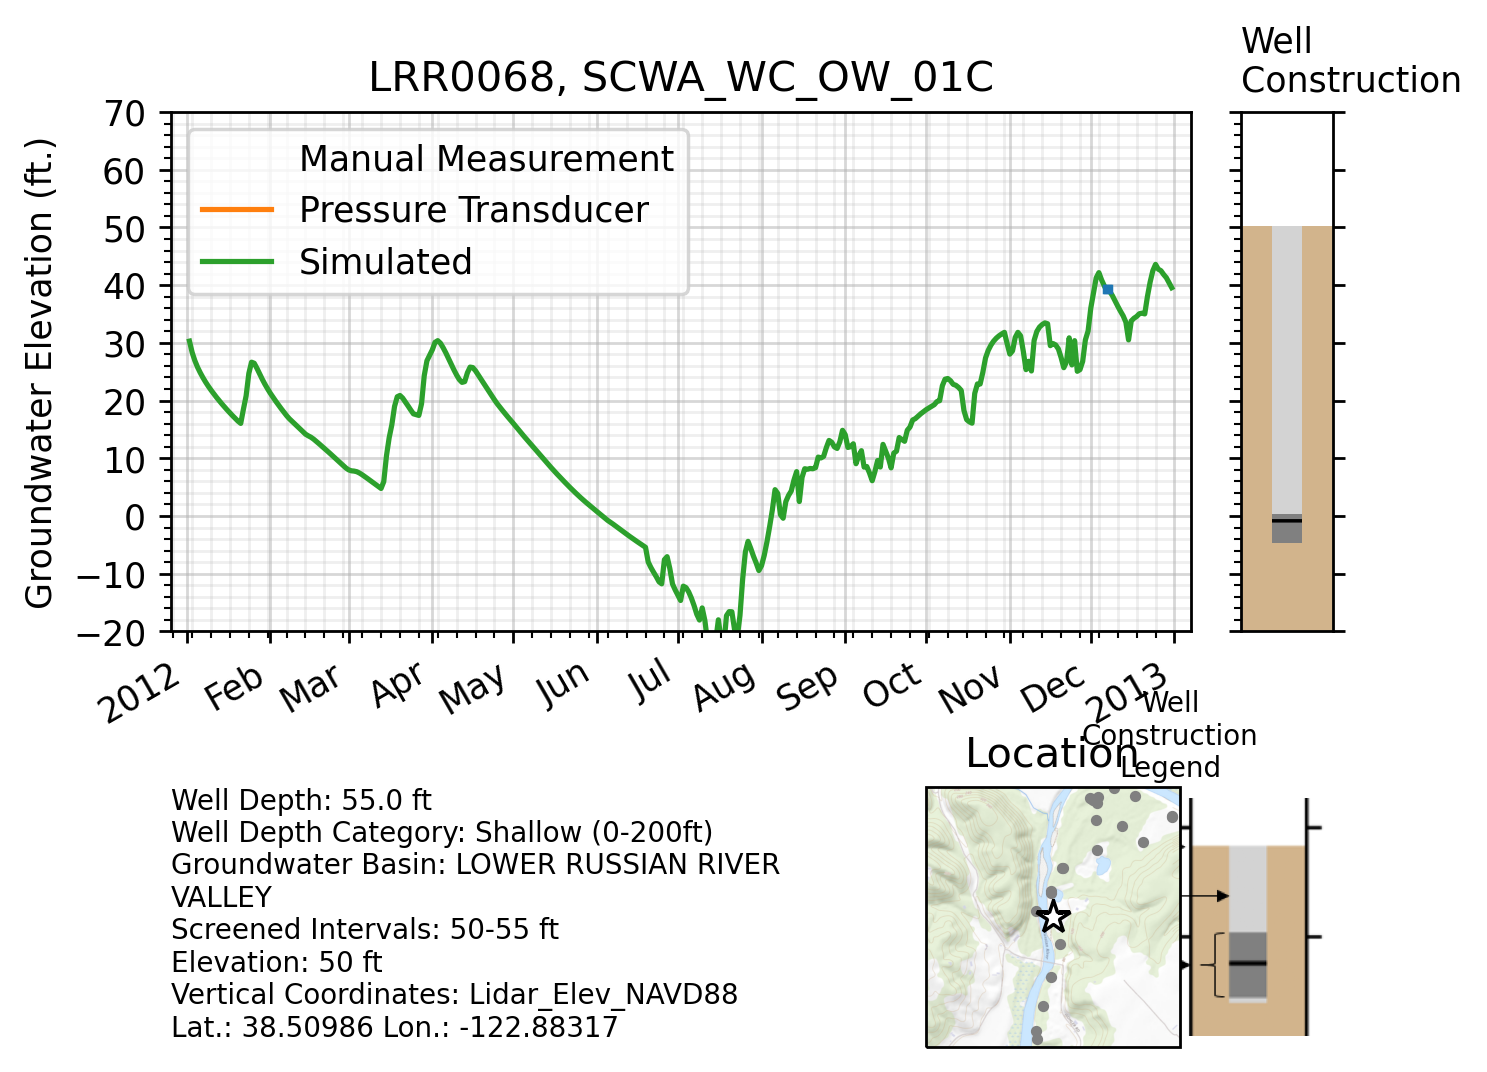 Well
Construction
LRR0068, SCWA_WC_OW_01C
Groundwater Elevation (ft.)
70
60
50
40
30
20
10
0
−10
−20
Manual Measurement
Pressure Transducer
Simulated
2012
Feb
Mar
Apr
May
Jun
Jul
Aug
Sep
Oct
Nov
Dec
2013
Well
Construction
Legend
Location
Well Depth: 55.0 ft
Well Depth Category: Shallow (0-200ft)
Groundwater Basin: LOWER RUSSIAN RIVER
VALLEY
Screened Intervals: 50-55 ft
Elevation: 50 ft
Vertical Coordinates: Lidar_Elev_NAVD88
Lat.: 38.50986 Lon.: -122.88317